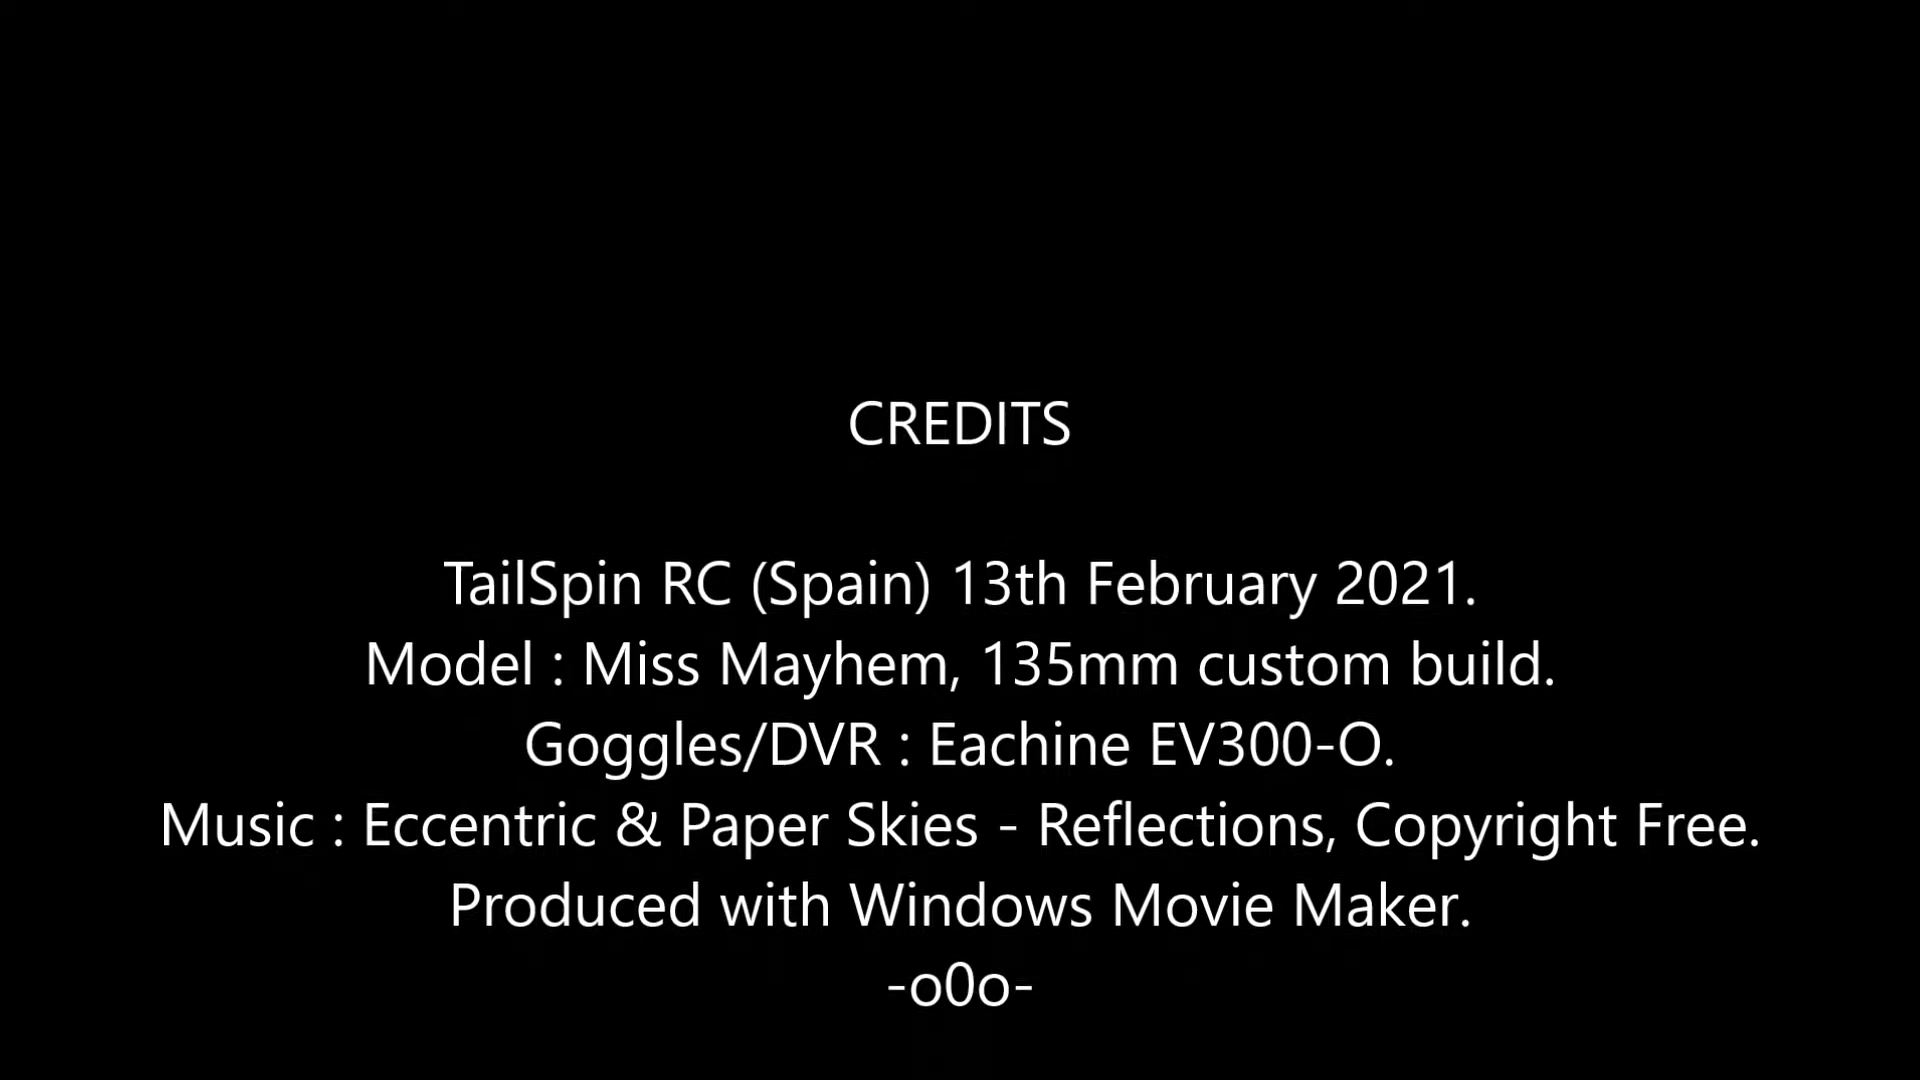 CREDITS
TailSpin RC (Spain) 13th February 2021.
Model : Miss Mayhem, 135mm custom build.
Goggles/DVR : Eachine EV300-O.
Music : Eccentric & Paper Skies - Reflections, Copyright Free.
Produced with Windows Movie Maker.
-o0o-